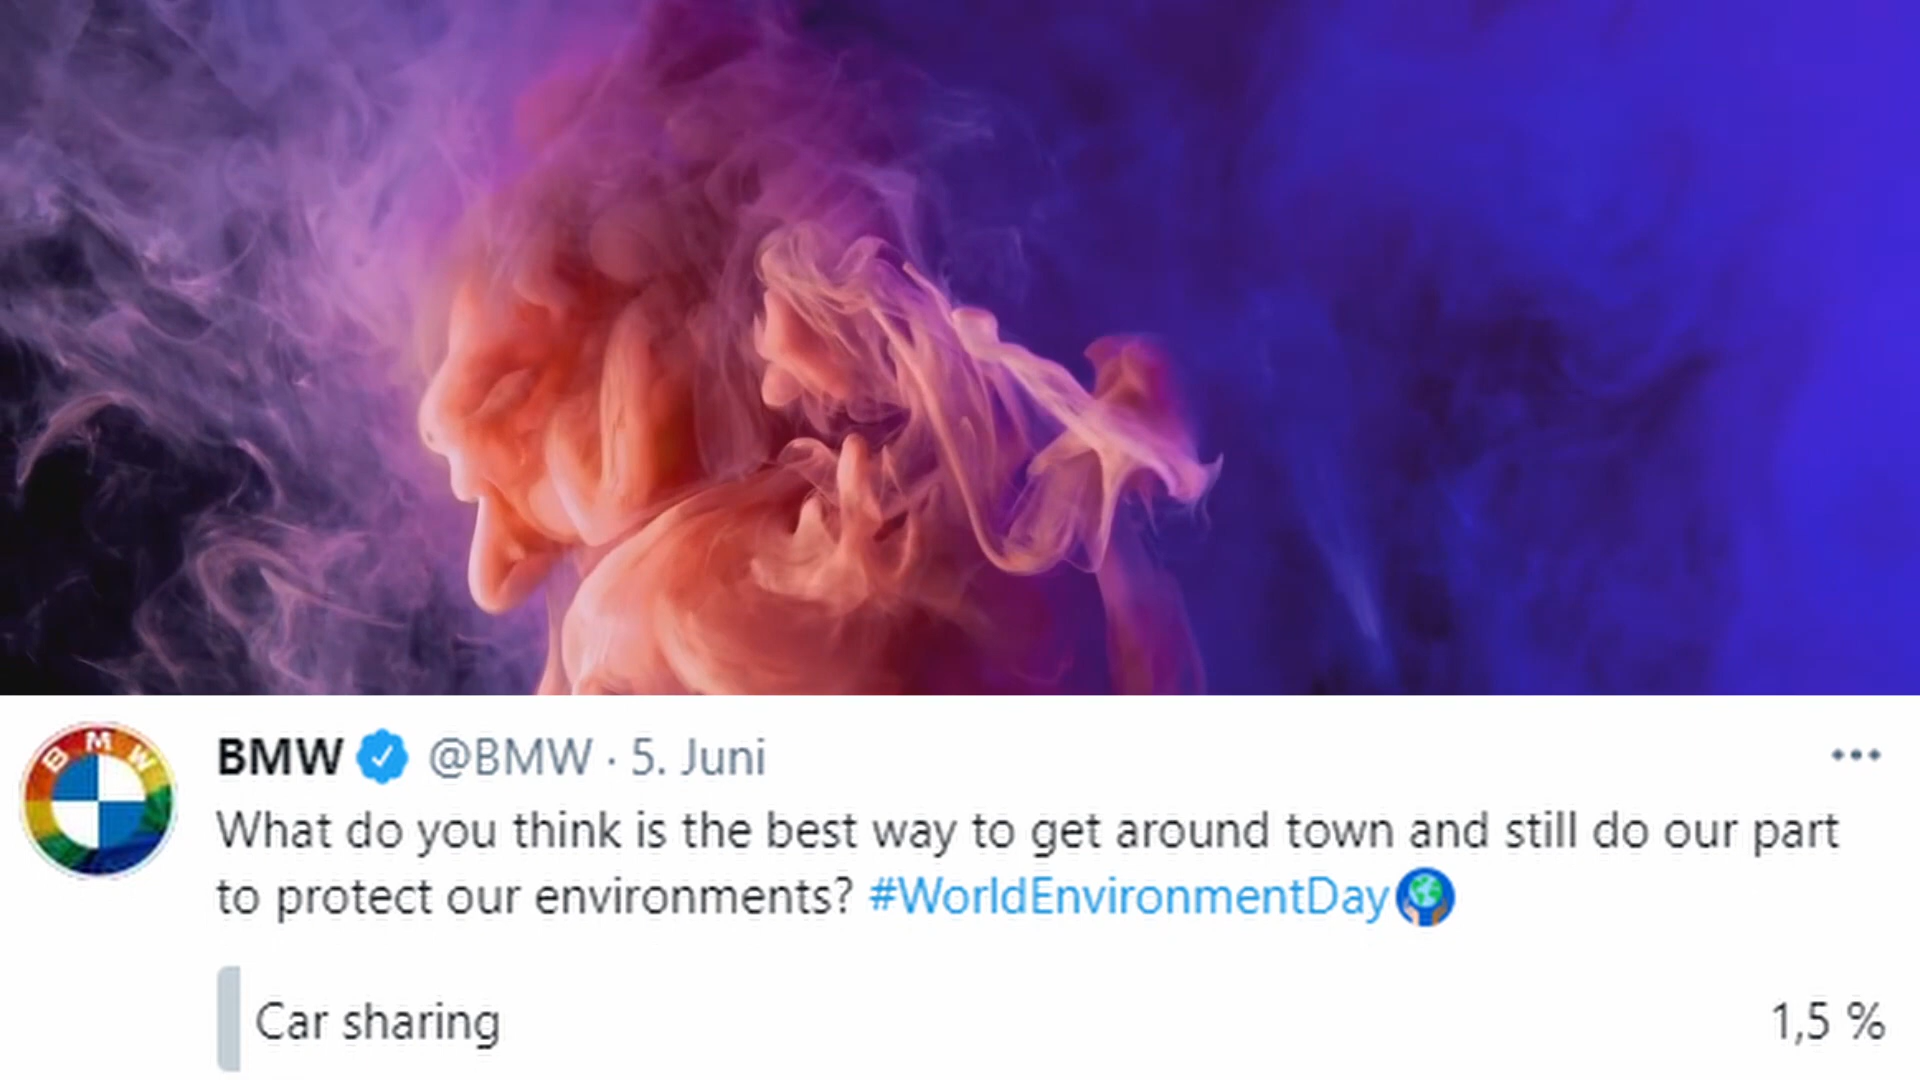 BMW
BMW @BMW · 5. Juni
What do you think is the best way to get around town and still do our part
to protect our environments? #WorldEnvironmentDay
Car sharing 1,5 %